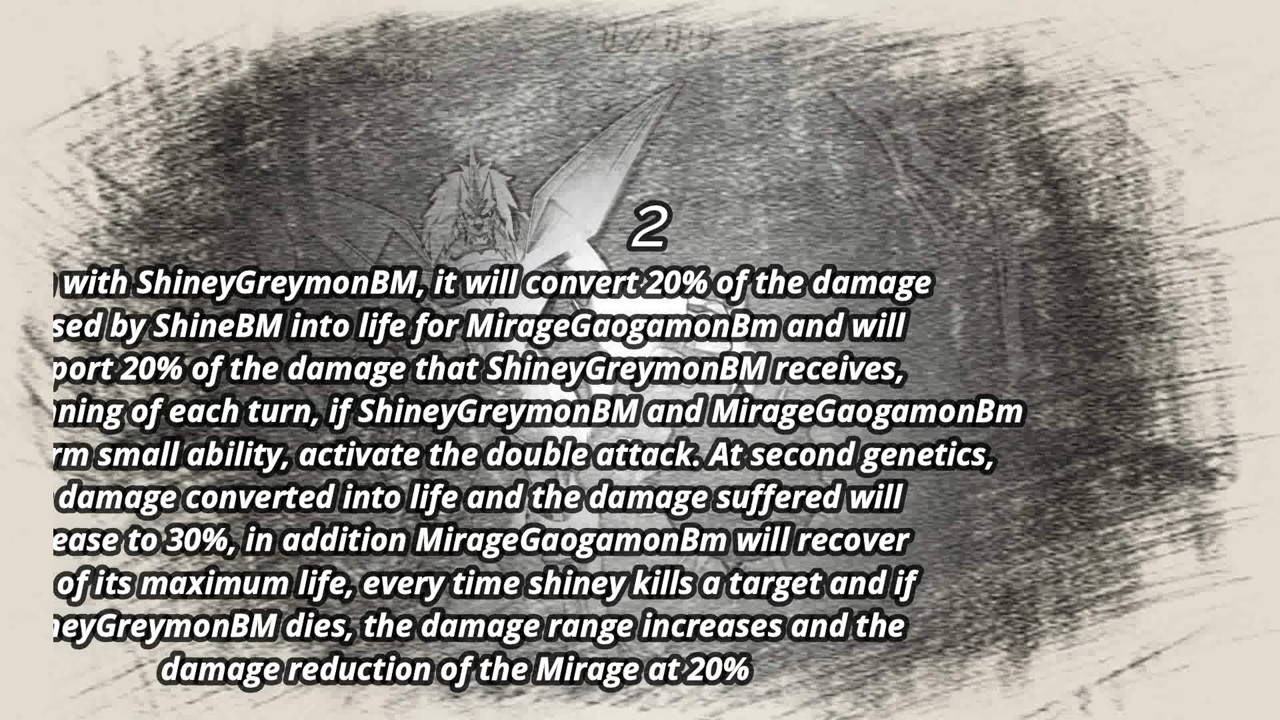 2
with ShineyGreymonBM, it will convert 20% of the damage
sed by ShineBM into life for MirageGaogamonBm and will
port 20% of the damage that ShineyGreymonBM receives,
ning of each turn, if ShineyGreymonBM and MirageGaogamonBm
rm small ability, activate the double attack. At second genetics,
damage converted into life and the damage suffered will
ease to 30%, in addition MirageGaogamonBm will recover
of its maximum life, every time shiney kills a target and if
neyGreymonBM dies, the damage range increases and the
damage reduction of the Mirage at 20%